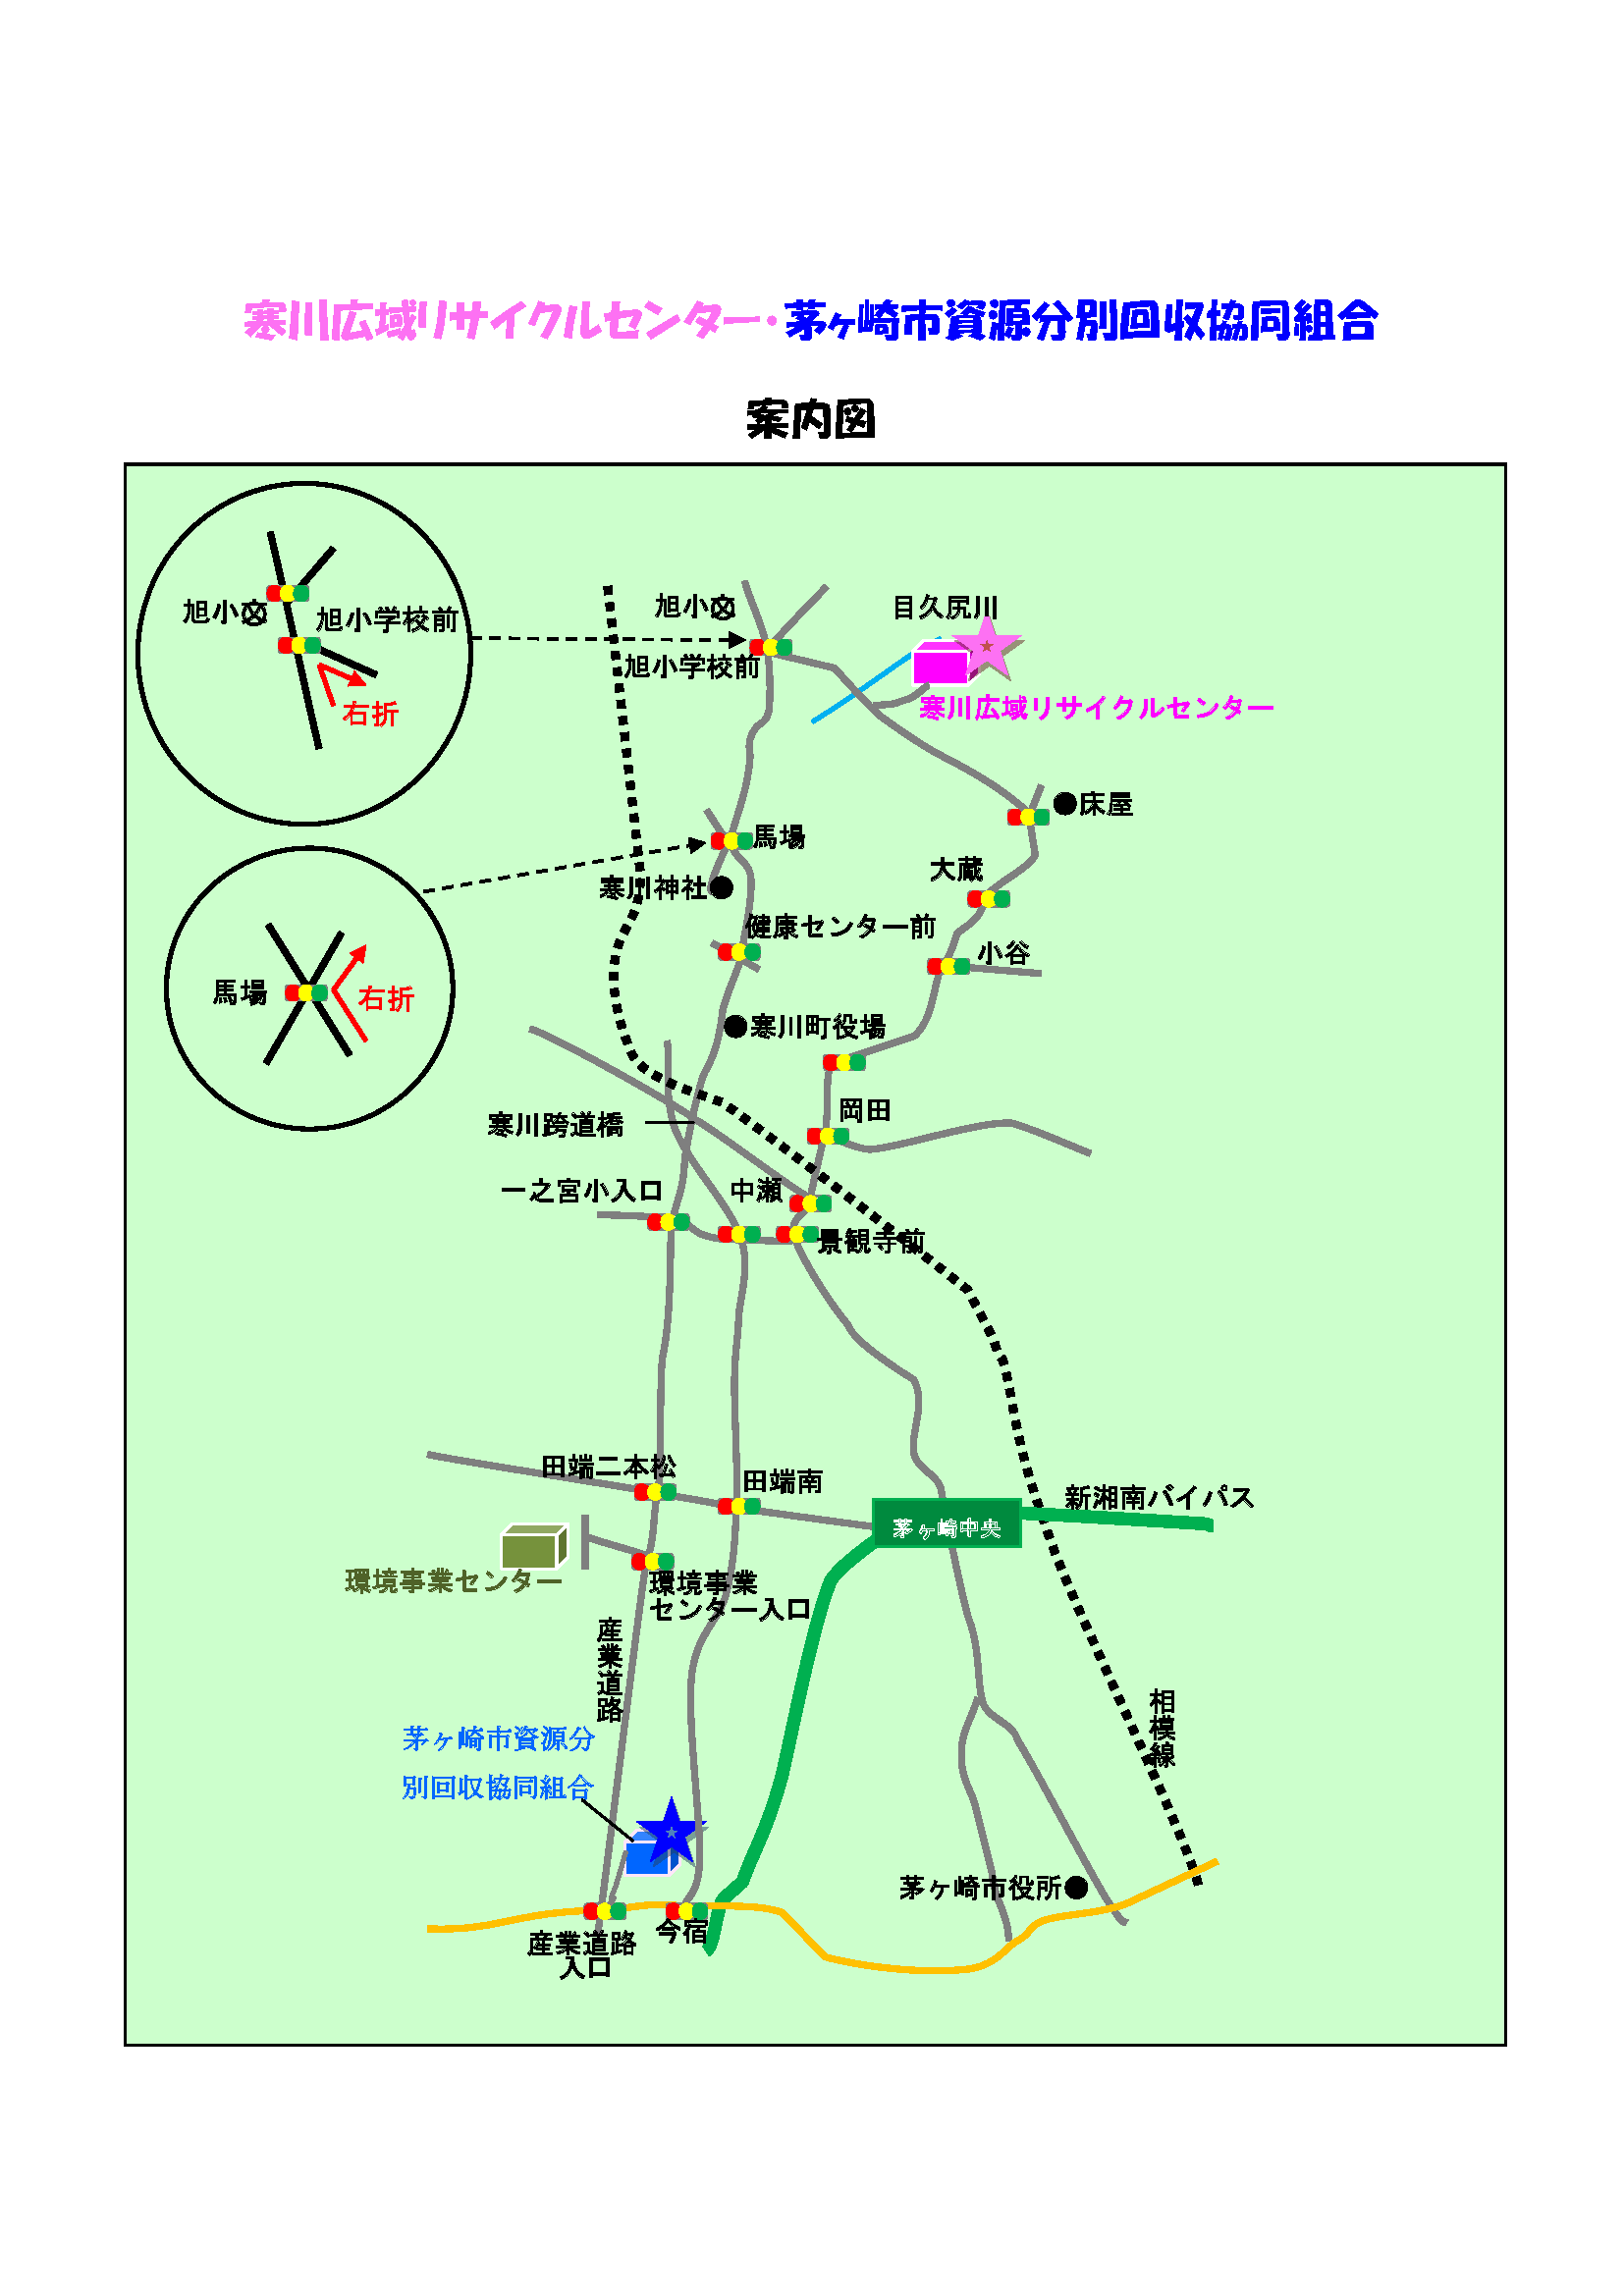 寒川広域リサイクルセンター・茅ヶ崎市資源分別回収協同組合
案内図
旭小
旭小学校前
右折
旭小
旭小学校前
目久尻川
寒川広域リサイクルセンター
床屋
馬場
大蔵
寒川神社
健康センター前
小谷
馬場
右折
寒川町役場
岡田
寒川跨道橋
一之宮小入口
中瀬
景観寺前
田端二本松
田端南
新湘南バイパス
茅ヶ崎中央
環境事業センター
環境事業
センター入口
産業道路
相模線
茅ヶ崎市資源分
別回収協同組合
茅ヶ崎市役所
今宿
産業道路
入口